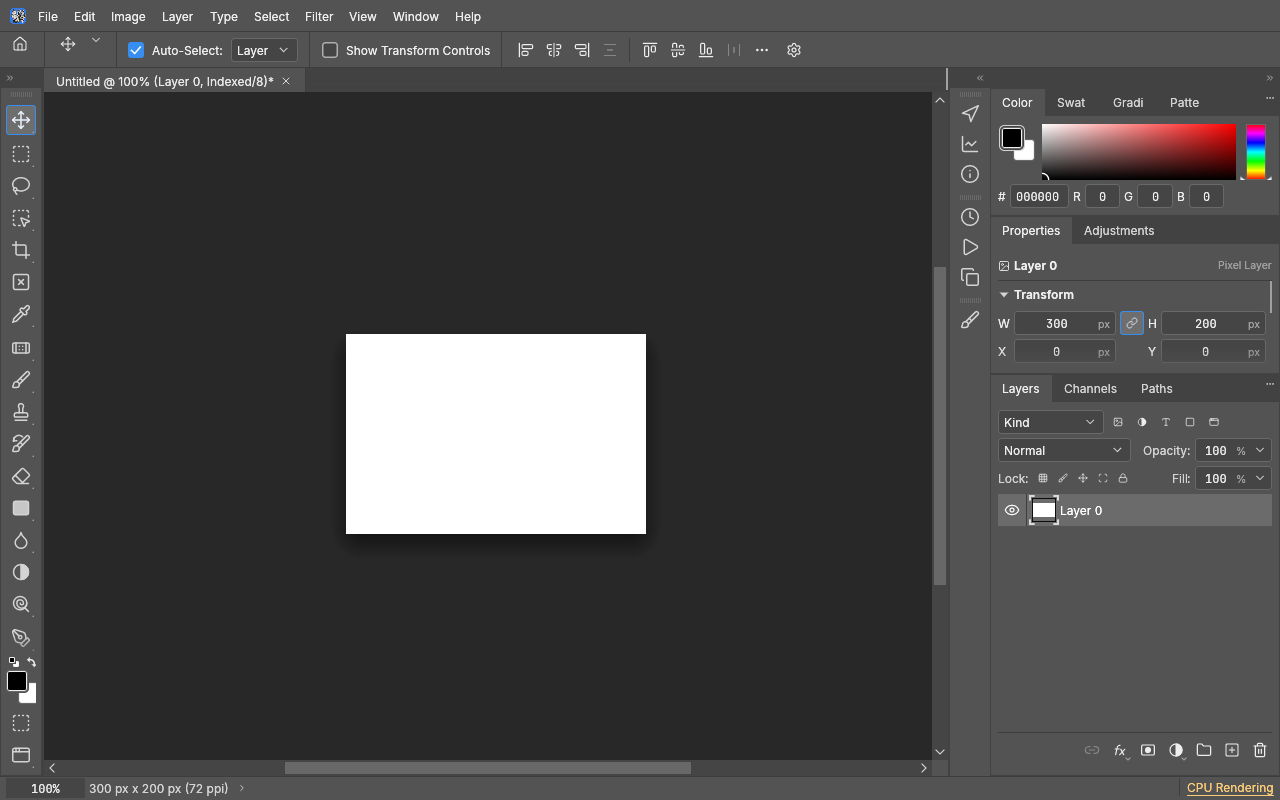 File Edit Image Layer Type Select Filter View Window Help
Auto-Select: Layer Show Transform Controls
Untitled @ 100% (Layer 0, Indexed/8)*
Color Swat Gradi Patte
# 000000 R 0 G 0 B 0
Properties Adjustments
Layer 0 Pixel Layer
Transform
W 300 px H 200 px
X 0 px Y 0 px
Layers Channels Paths
Kind
Normal Opacity: 100 %
Lock: Fill: 100 %
Layer 0
100% 300 px x 200 px (72 ppi) CPU Rendering